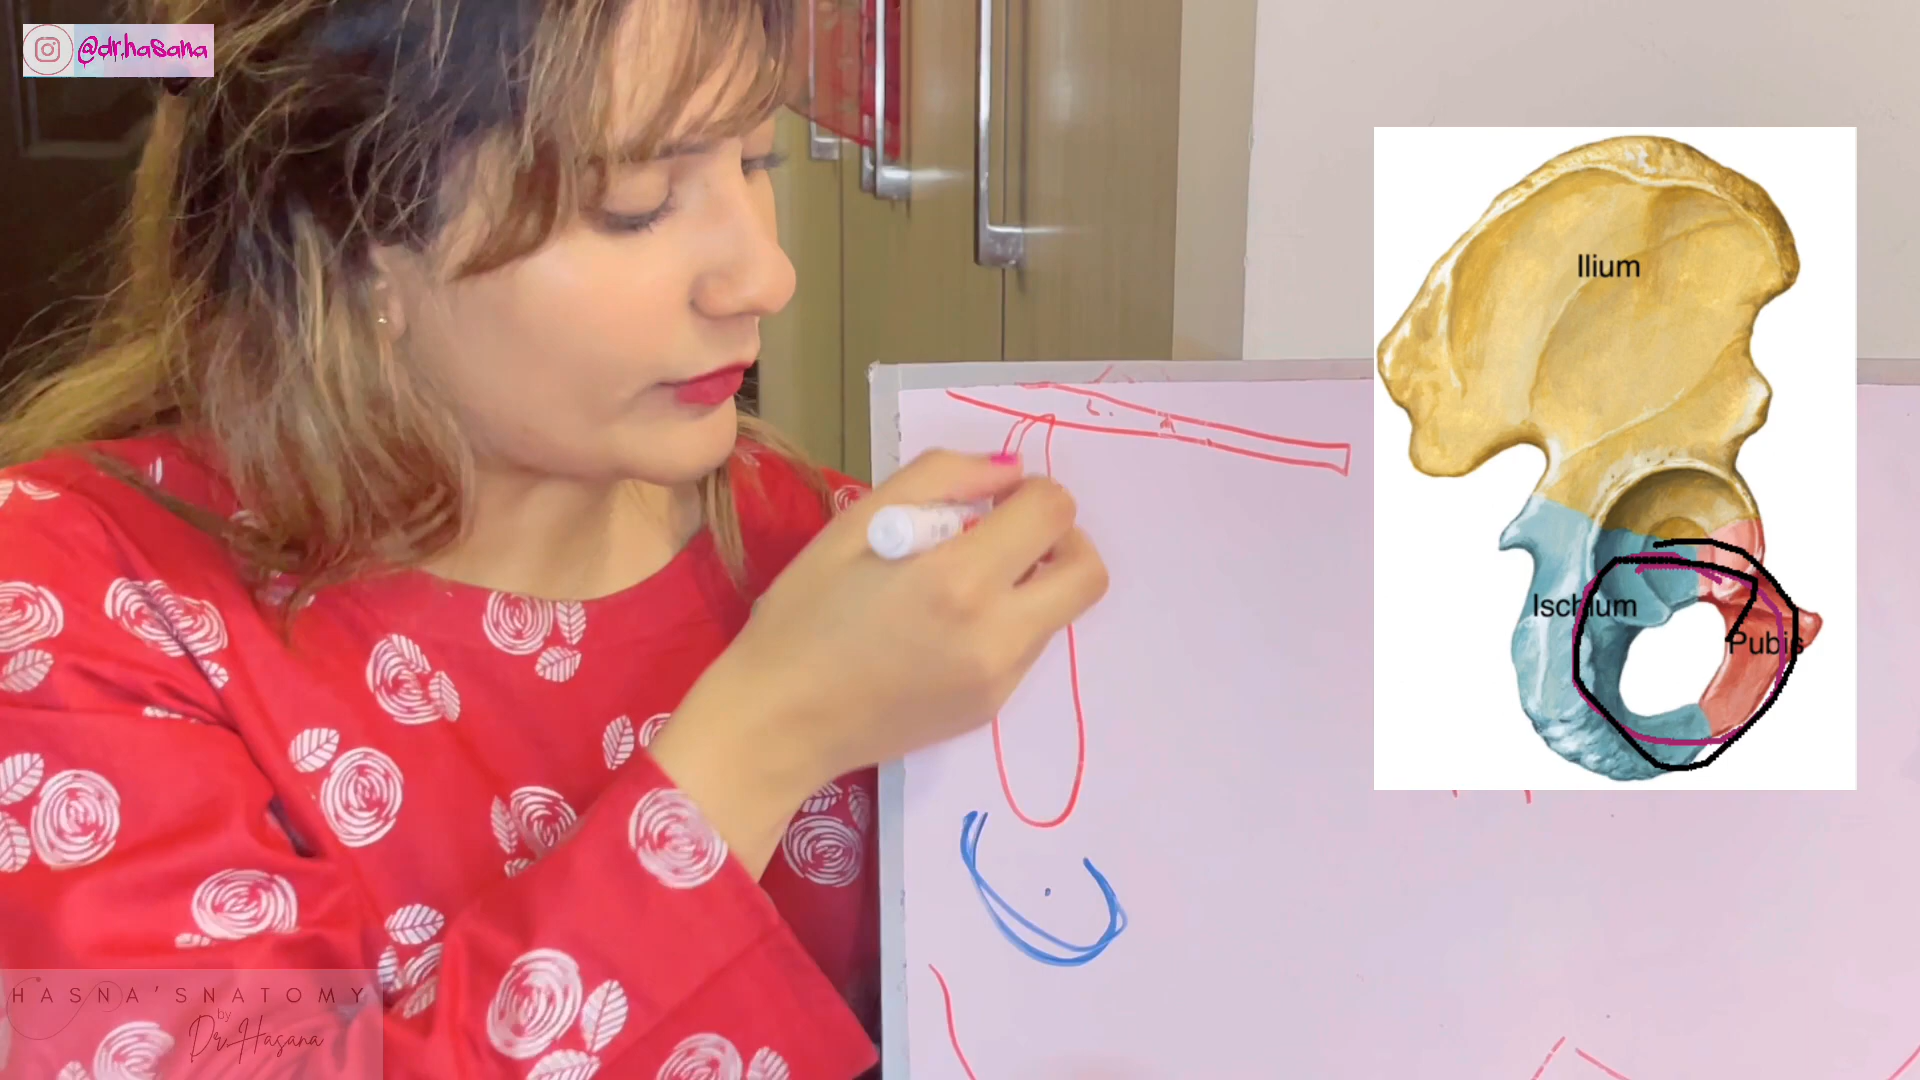 @dr.hasana
Ilium
Ischium
Pubis
HASNA'SNATOMY
by
Dr.Hasana